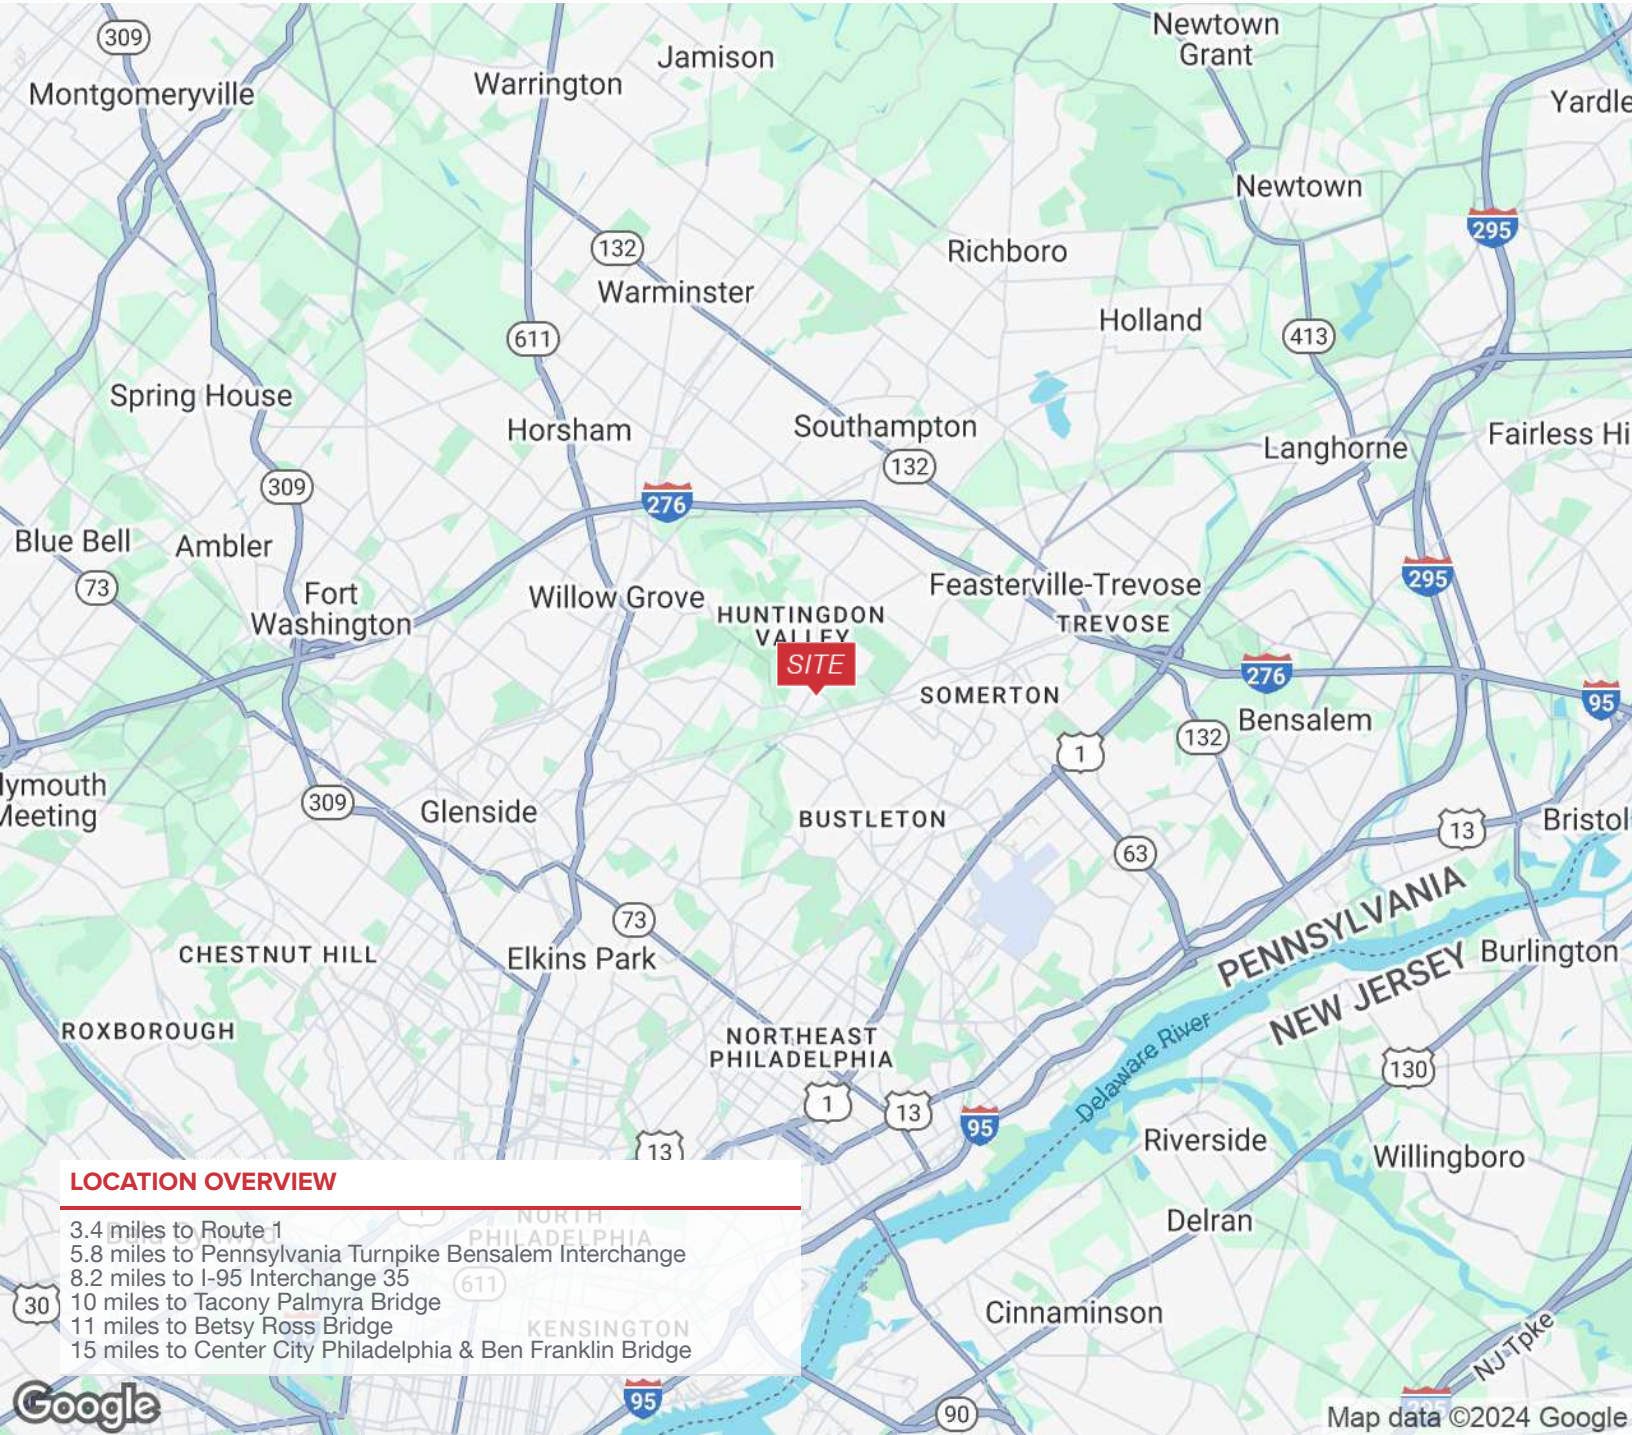 309
Montgomeryville
Warrington
Jamison
Newtown
Grant
Yardle
Newtown
132
Richboro
295
Warminster
Holland
611
413
Spring House
Horsham
Southampton
Langhorne
Fairless Hi
132
309
276
Blue Bell
Ambler
73
Fort
Washington
Willow Grove
HUNTINGDON
VALLEY
SITE
Feasterville-Trevose
TREVOSE
295
276
95
SOMERTON
Bensalem
132
1
lymouth
Meeting
309
Glenside
BUSTLETON
13
Bristol
63
73
PENNSYLVANIA
NEW JERSEY
CHESTNUT HILL
Elkins Park
Burlington
ROXBOROUGH
NORTHEAST
PHILADELPHIA
Delaware River
130
1
13
95
13
Riverside
Willingboro
LOCATION OVERVIEW
3.4 miles to Route 1
5.8 miles to Pennsylvania Turnpike Bensalem Interchange
8.2 miles to I-95 Interchange 35
10 miles to Tacony Palmyra Bridge
11 miles to Betsy Ross Bridge
15 miles to Center City Philadelphia & Ben Franklin Bridge
NORTH
PHILADELPHIA
611
KENSINGTON
30
Delran
Cinnaminson
NJ Tpke
Google
95
90
295
Map data ©2024 Google